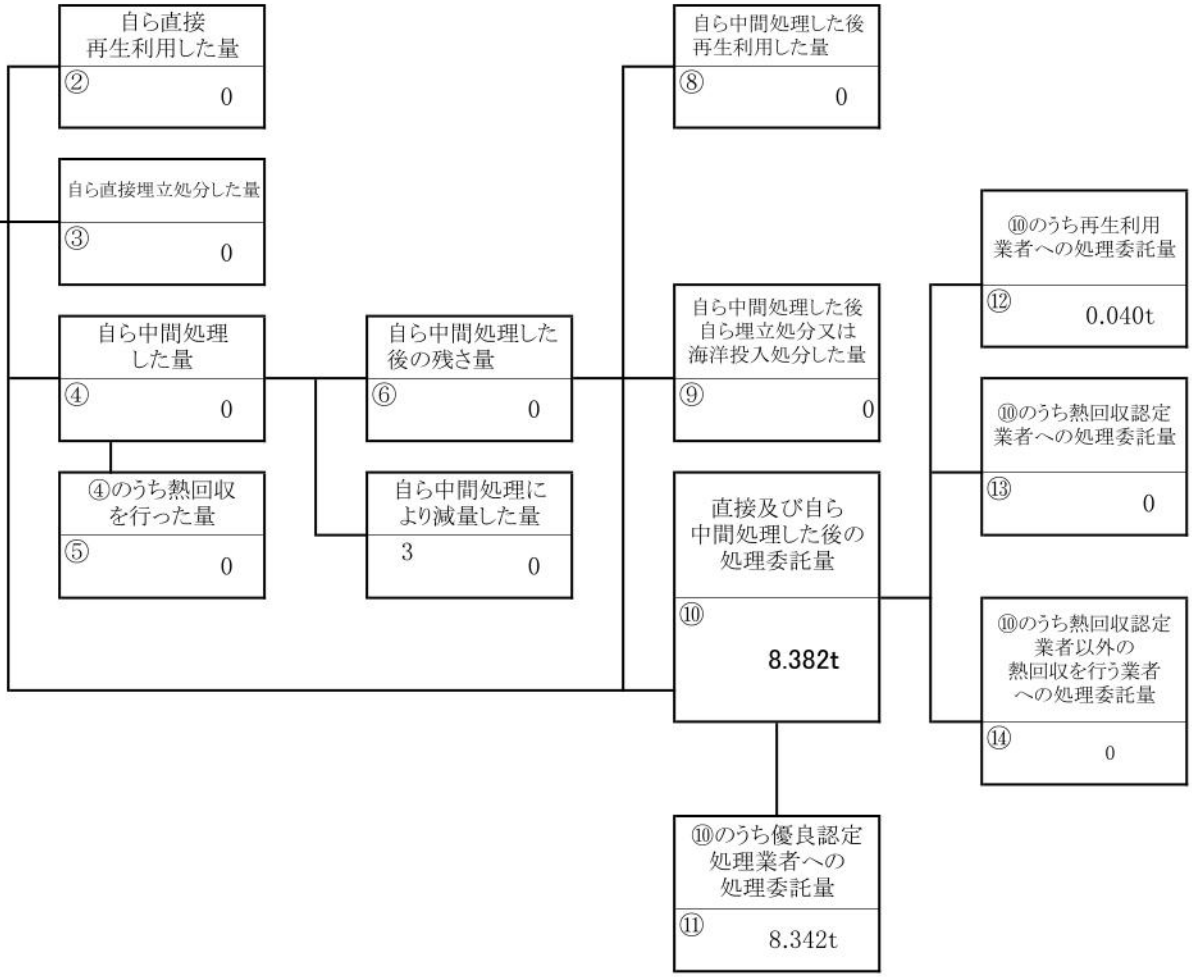 自ら直接
再生利用した量
②
0
自ら直接埋立処分した量
③
0
自ら中間処理
した量
④
0
④のうち熱回収
を行った量
⑤
0
自ら中間処理した
後の残さ量
⑥
0
自ら中間処理に
より減量した量
3
0
自ら中間処理した後
再生利用した量
⑧
0
自ら中間処理した後
自ら埋立処分又は
海洋投入処分した量
⑨
0
直接及び自ら
中間処理した後の
処理委託量
⑩
8.382t
⑩のうち優良認定
処理業者への
処理委託量
⑪
8.342t
⑩のうち再生利用
業者への処理委託量
⑫
0.040t
⑩のうち熱回収認定
業者への処理委託量
⑬
0
⑩のうち熱回収認定
業者以外の
熱回収を行う業者
への処理委託量
⑭
0